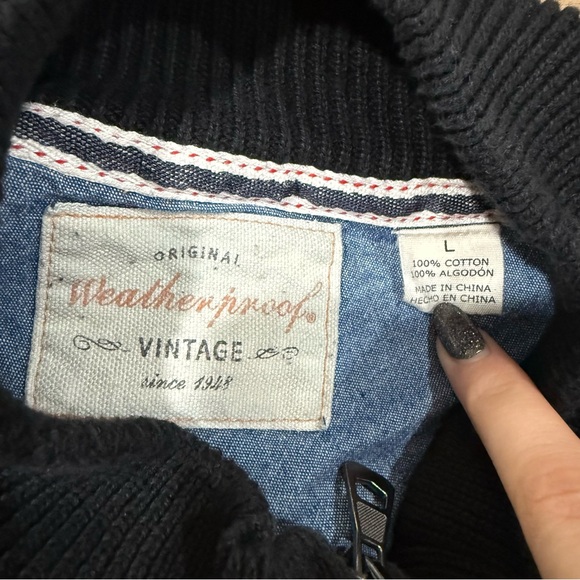 ORIGINAL
Weatherproof®
VINTAGE
since 1948
L
100% COTTON
100% ALGODÓN
MADE IN CHINA
HECHO EN CHINA